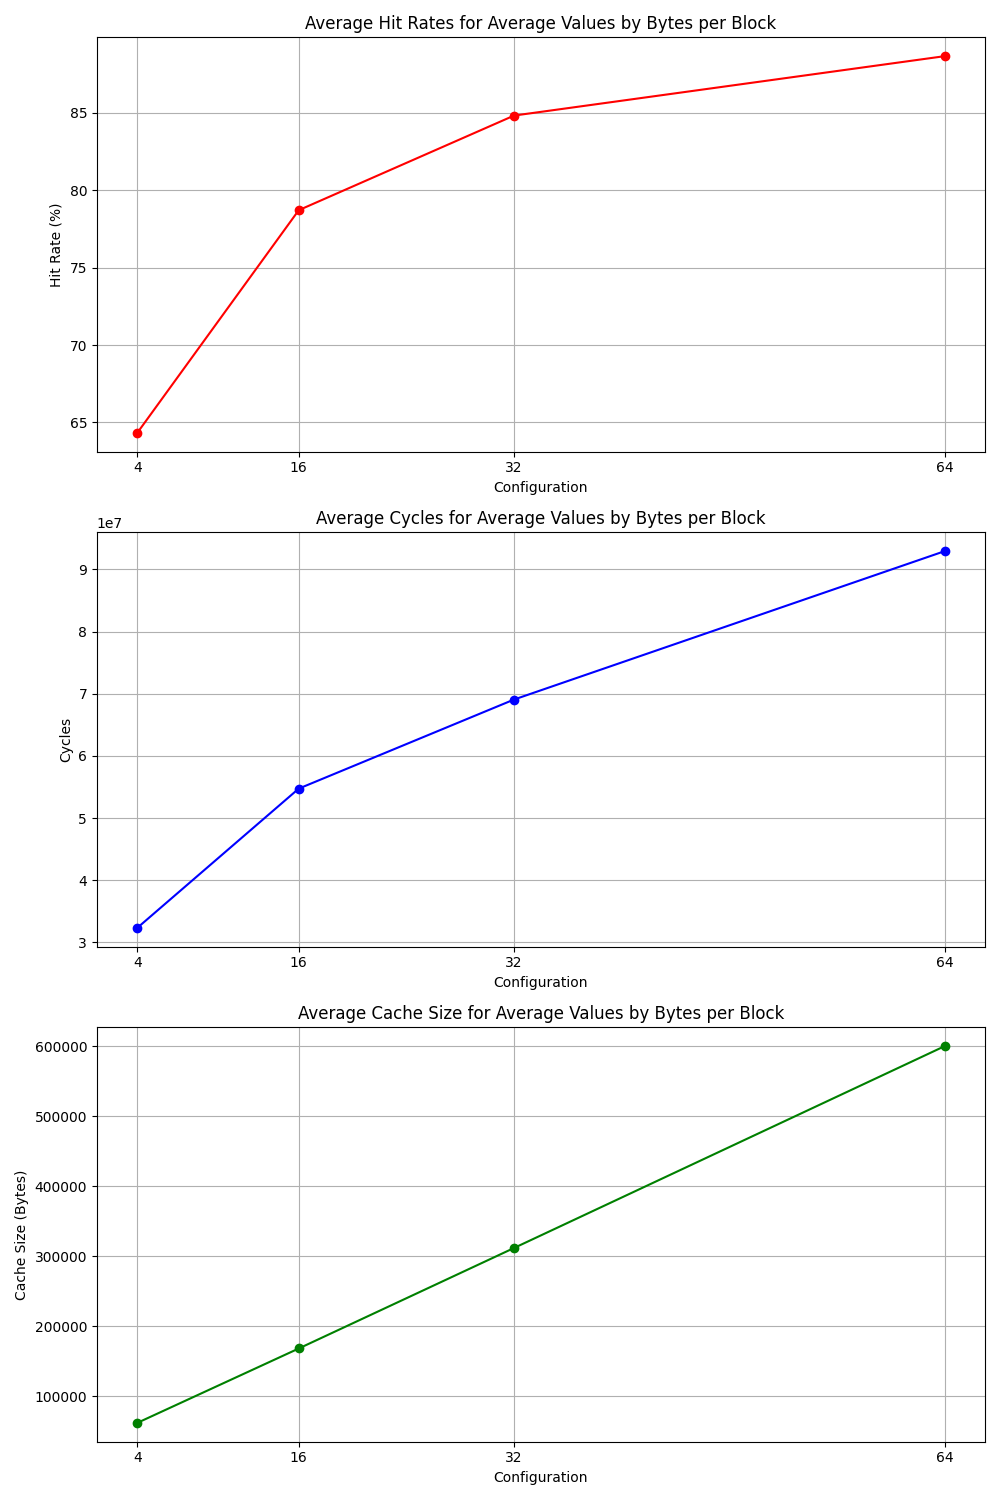 Average Hit Rates for Average Values by Bytes per Block
85
80
75
70
65
Hit Rate (%)
4 16 32 64
Configuration
Average Cycles for Average Values by Bytes per Block
1e7
9
8
7
6
5
4
3
Cycles
4 16 32 64
Configuration
Average Cache Size for Average Values by Bytes per Block
600000
500000
400000
300000
200000
100000
Cache Size (Bytes)
4 16 32 64
Configuration